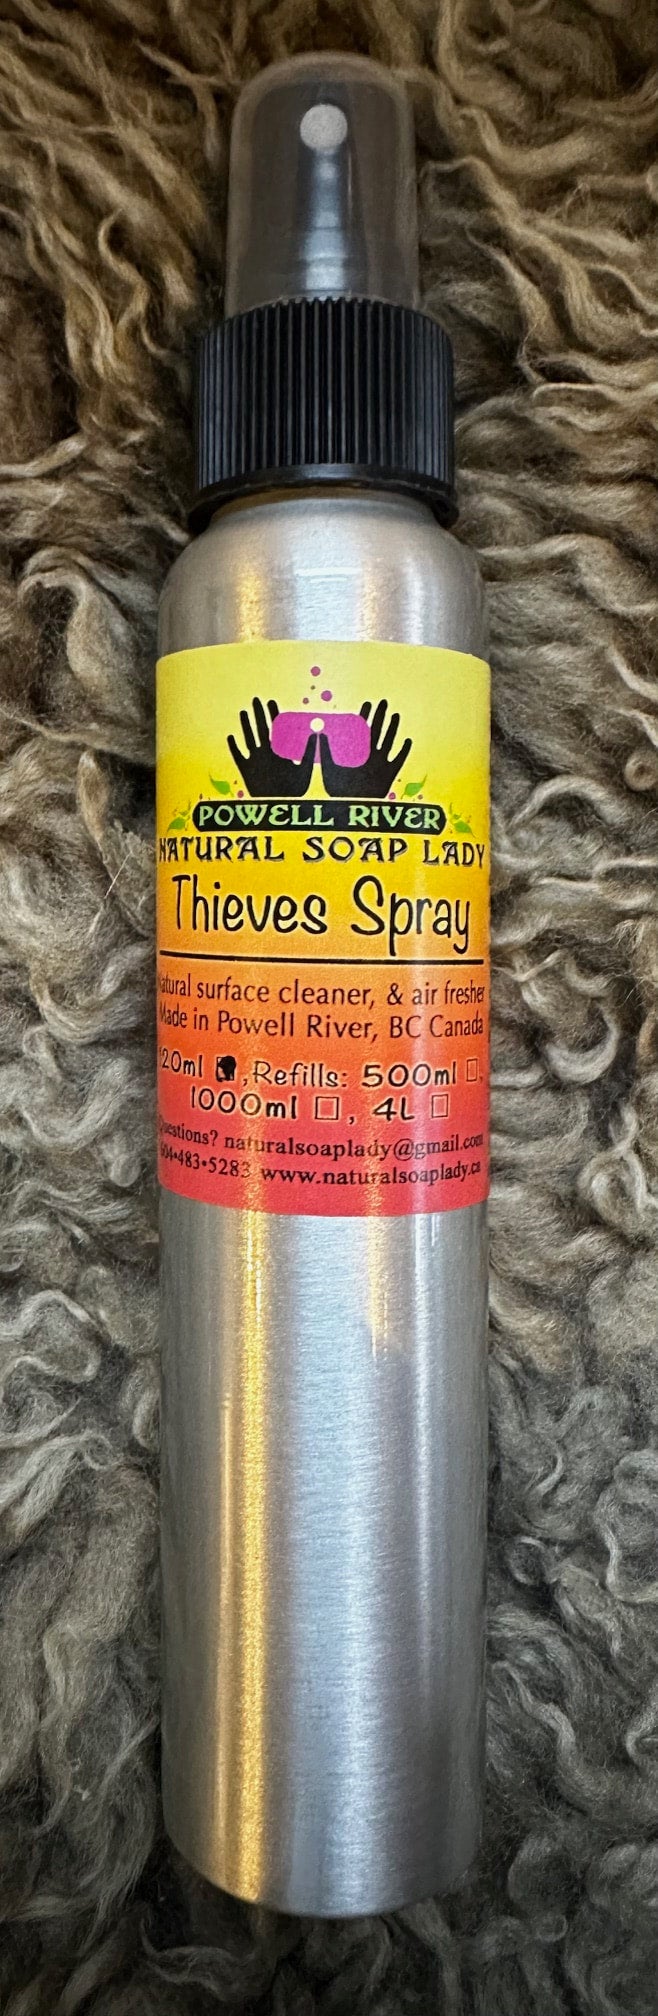 POWELL RIVER
NATURAL SOAP LADY
Thieves Spray
Natural surface cleaner, & air fresher
Made in Powell River, BC Canada
120ml ☒, Refills: 500ml ☐,
1000ml ☐, 4L ☐
Questions? naturalsoaplady@gmail.com
604•483•5283 www.naturalsoaplady.ca